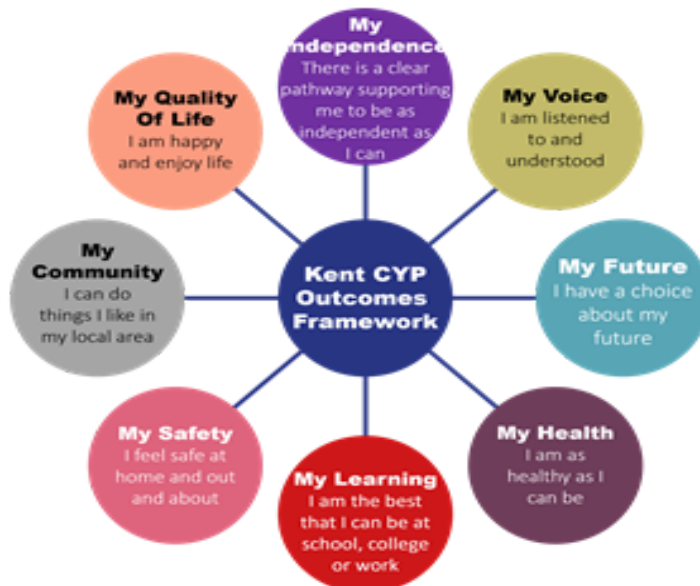 My
Independence
There is a clear
pathway supporting
me to be as
independent as
I can
My Voice
I am listened
to and
understood
My Future
I have a choice
about my
future
My Health
I am as
healthy as I
can be
My Learning
I am the best
that I can be at
school, college
or work
My Safety
I feel safe at
home and out
and about
My
Community
I can do
things I like in
my local area
My Quality
Of Life
I am happy
and enjoy life
Kent CYP
Outcomes
Framework